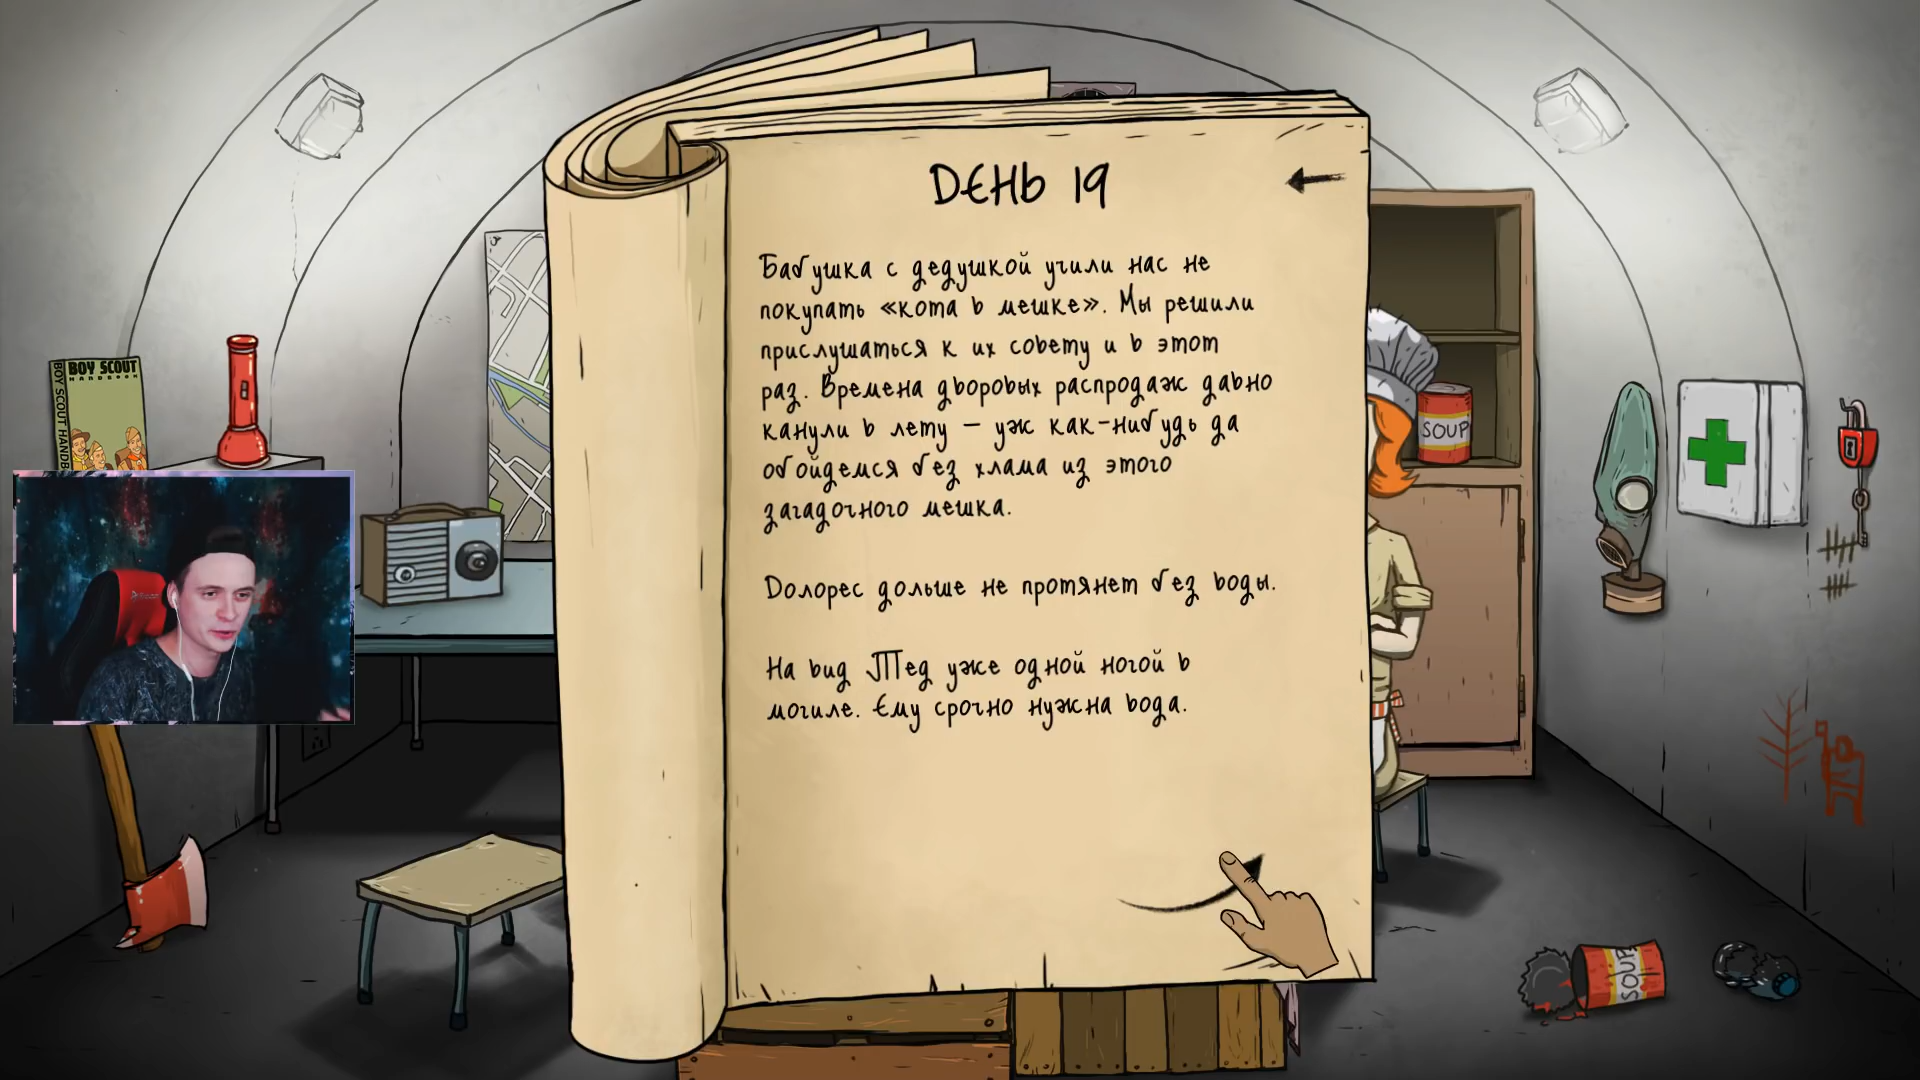 ДЕНЬ 19
Бабушка с дедушкой учили нас не
покупать «кота в мешке». Мы решили
прислушаться к их совету и в этот
раз. Времена дворовых распродаж давно
канули в лету – уж как-нибудь да
обойдемся без хлама из этого
загадочного мешка.
Долорес дольше не протянет без воды.
На вид Тед уже одной ногой в
могиле. Ему срочно нужна вода.
BOY SCOUT
HANDBOOK
BOY SCOUT HANDB
SOUP
SOUP